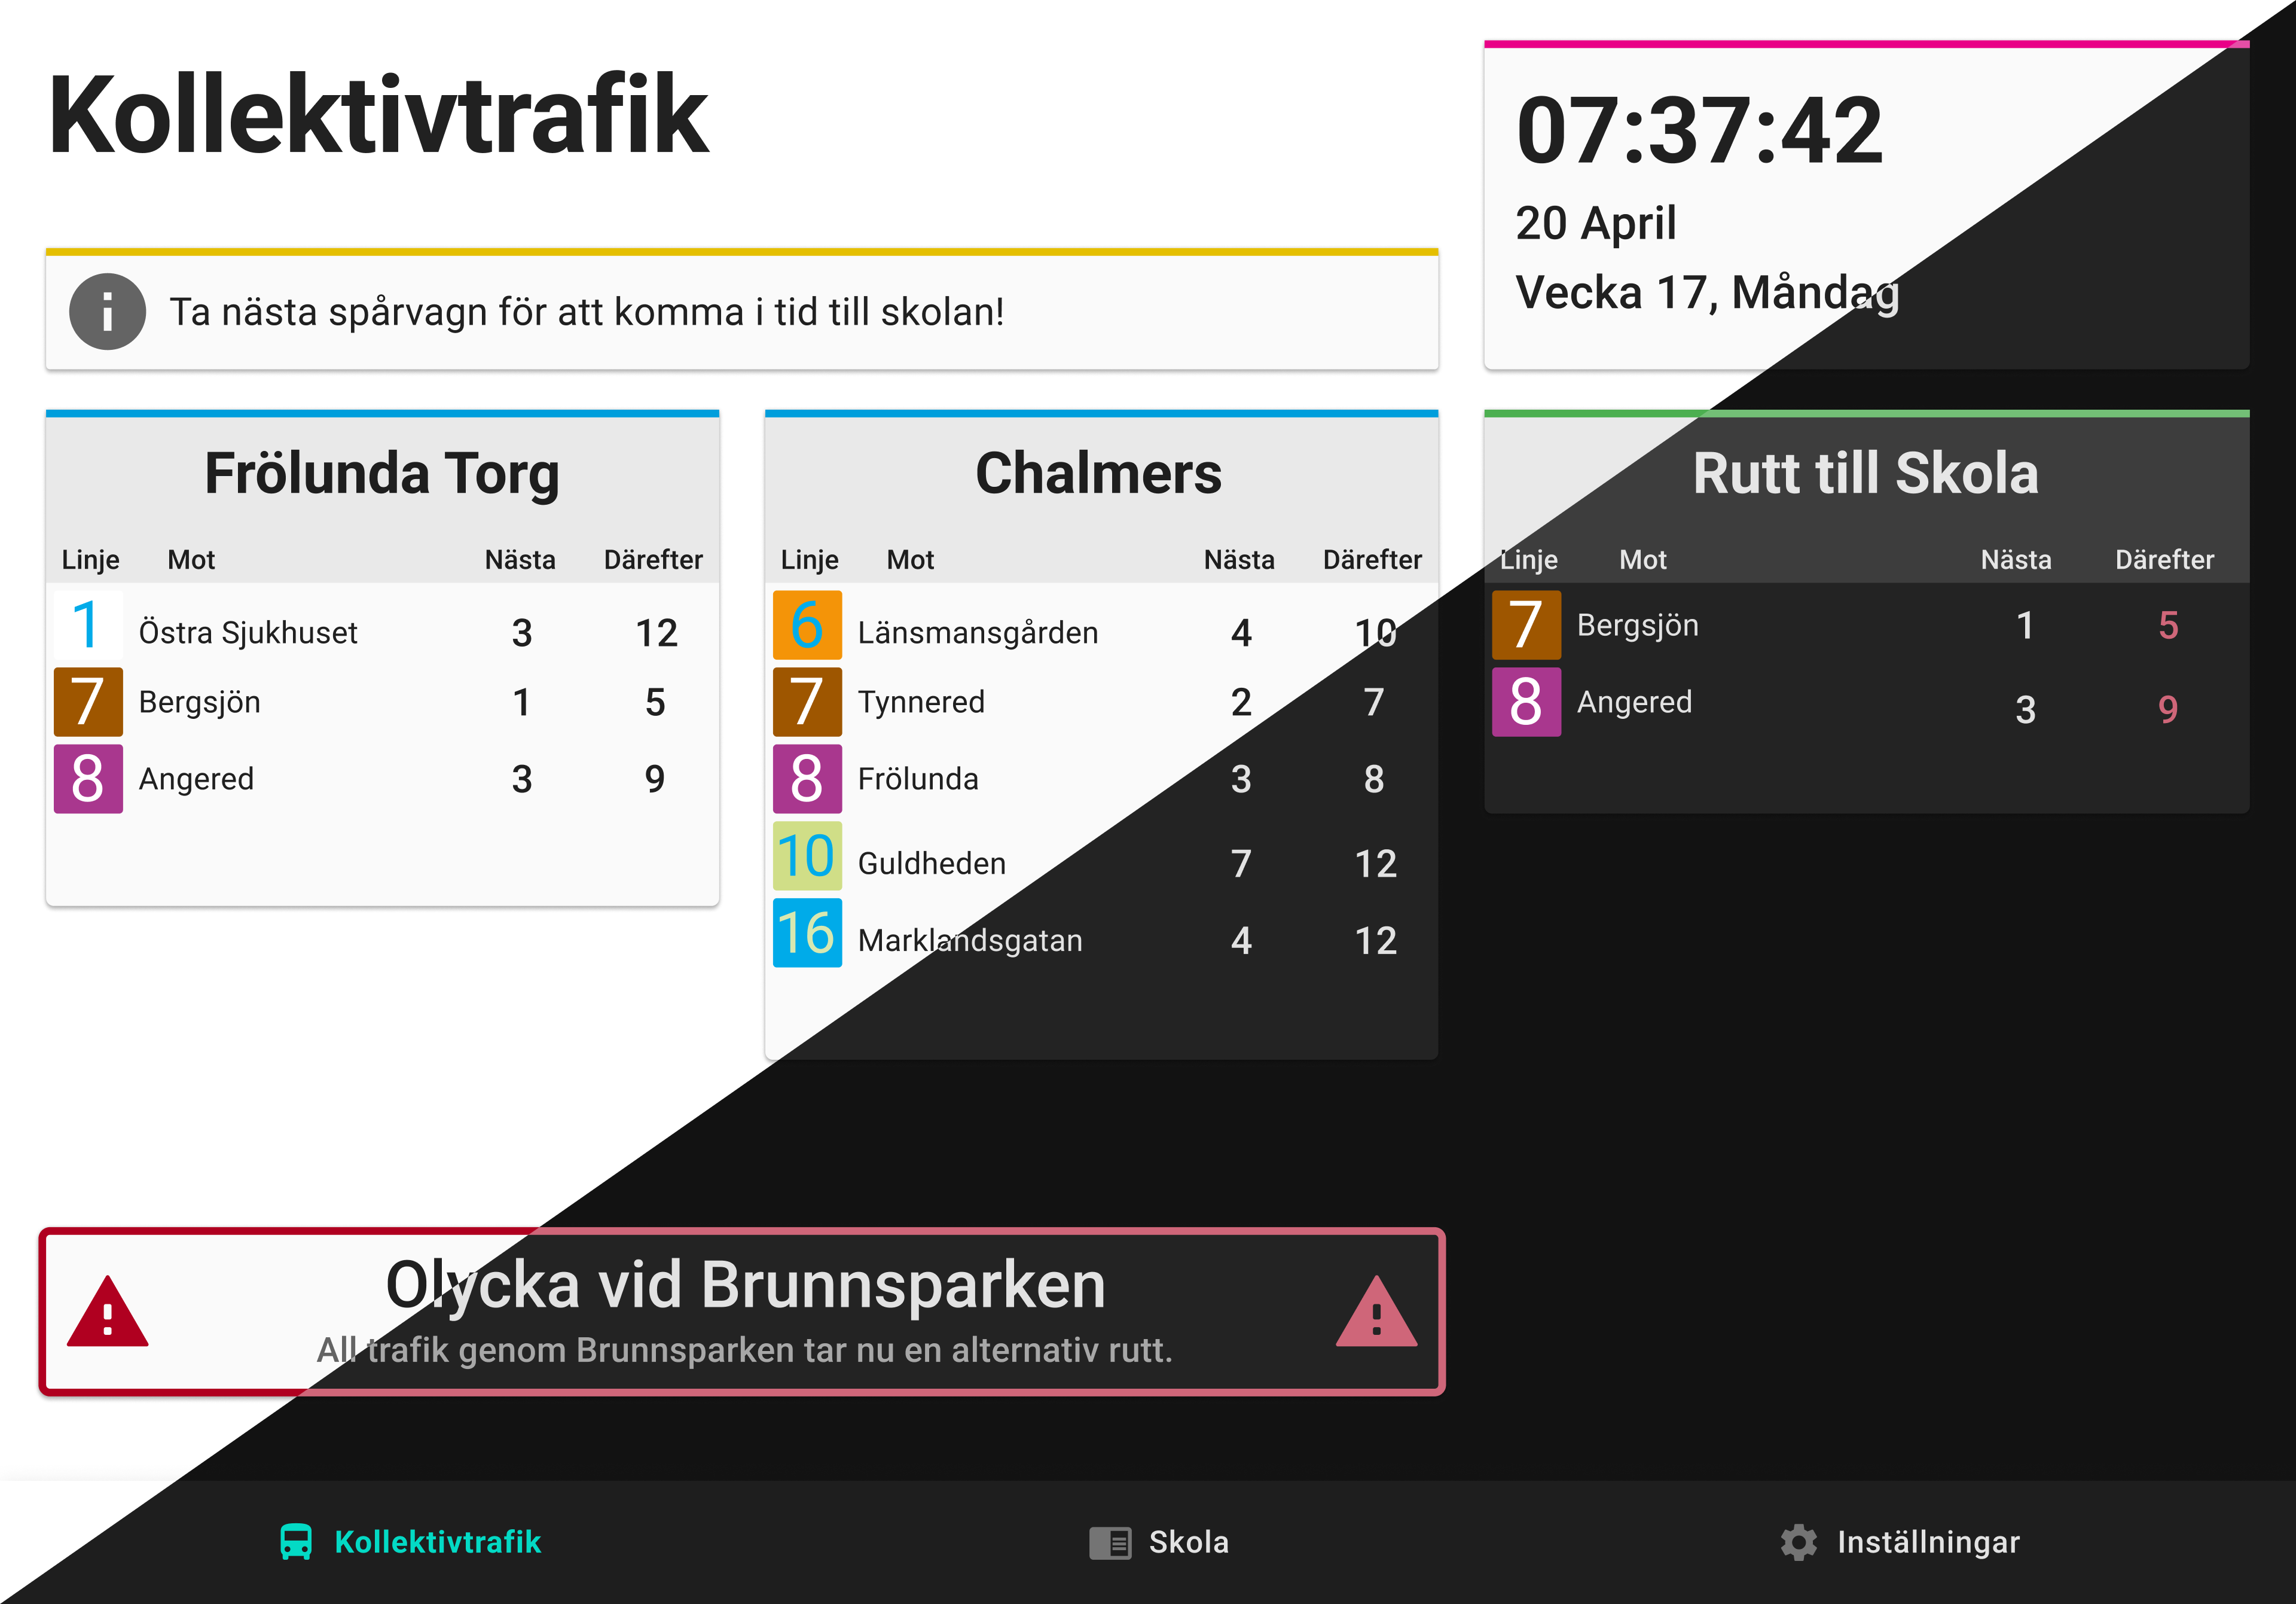 Kollektivtrafik
07:37:42
20 April
Vecka 17, Måndag
Ta nästa spårvagn för att komma i tid till skolan!
Frölunda Torg
Linje Mot Nästa Därefter
1 Östra Sjukhuset 3 12
7 Bergsjön 1 5
8 Angered 3 9
Chalmers
Linje Mot Nästa Därefter
6 Länsmansgården 4 10
7 Tynnered 2 7
8 Frölunda 3 8
10 Guldheden 7 12
16 Marklandsgatan 4 12
Rutt till Skola
Linje Mot Nästa Därefter
7 Bergsjön 1 5
8 Angered 3 9
Olycka vid Brunnsparken
All trafik genom Brunnsparken tar nu en alternativ rutt.
Kollektivtrafik Skola Inställningar